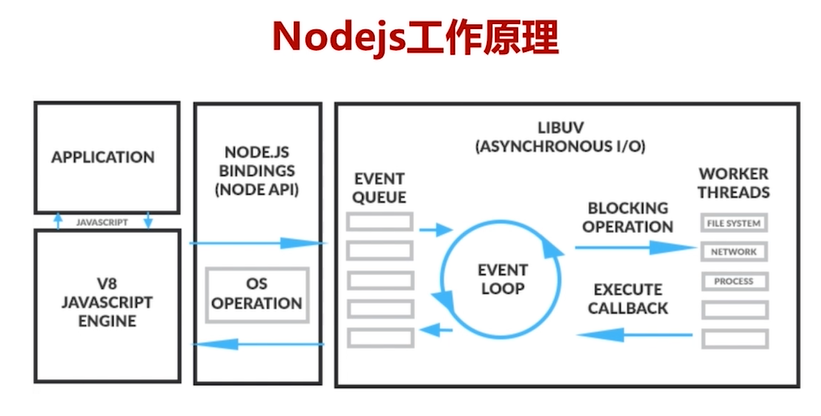 Nodejs工作原理
APPLICATION
JAVASCRIPT
V8
JAVASCRIPT
ENGINE
NODE.JS
BINDINGS
(NODE API)
OS
OPERATION
LIBUV
(ASYNCHRONOUS I/O)
EVENT
QUEUE
EVENT
LOOP
BLOCKING
OPERATION
EXECUTE
CALLBACK
WORKER
THREADS
FILE SYSTEM
NETWORK
PROCESS